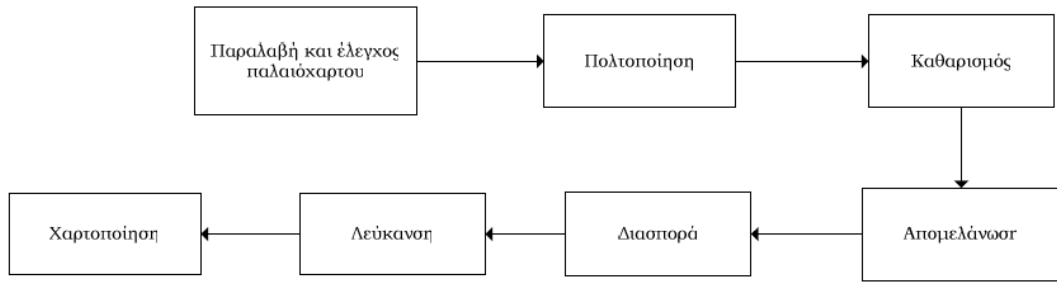 Παραλαβή και έλεγχος
παλαιόχαρτου
Πολτοποίηση
Καθαρισμός
Απομελάνωση
Διασπορά
Λεύκανση
Χαρτοποίηση